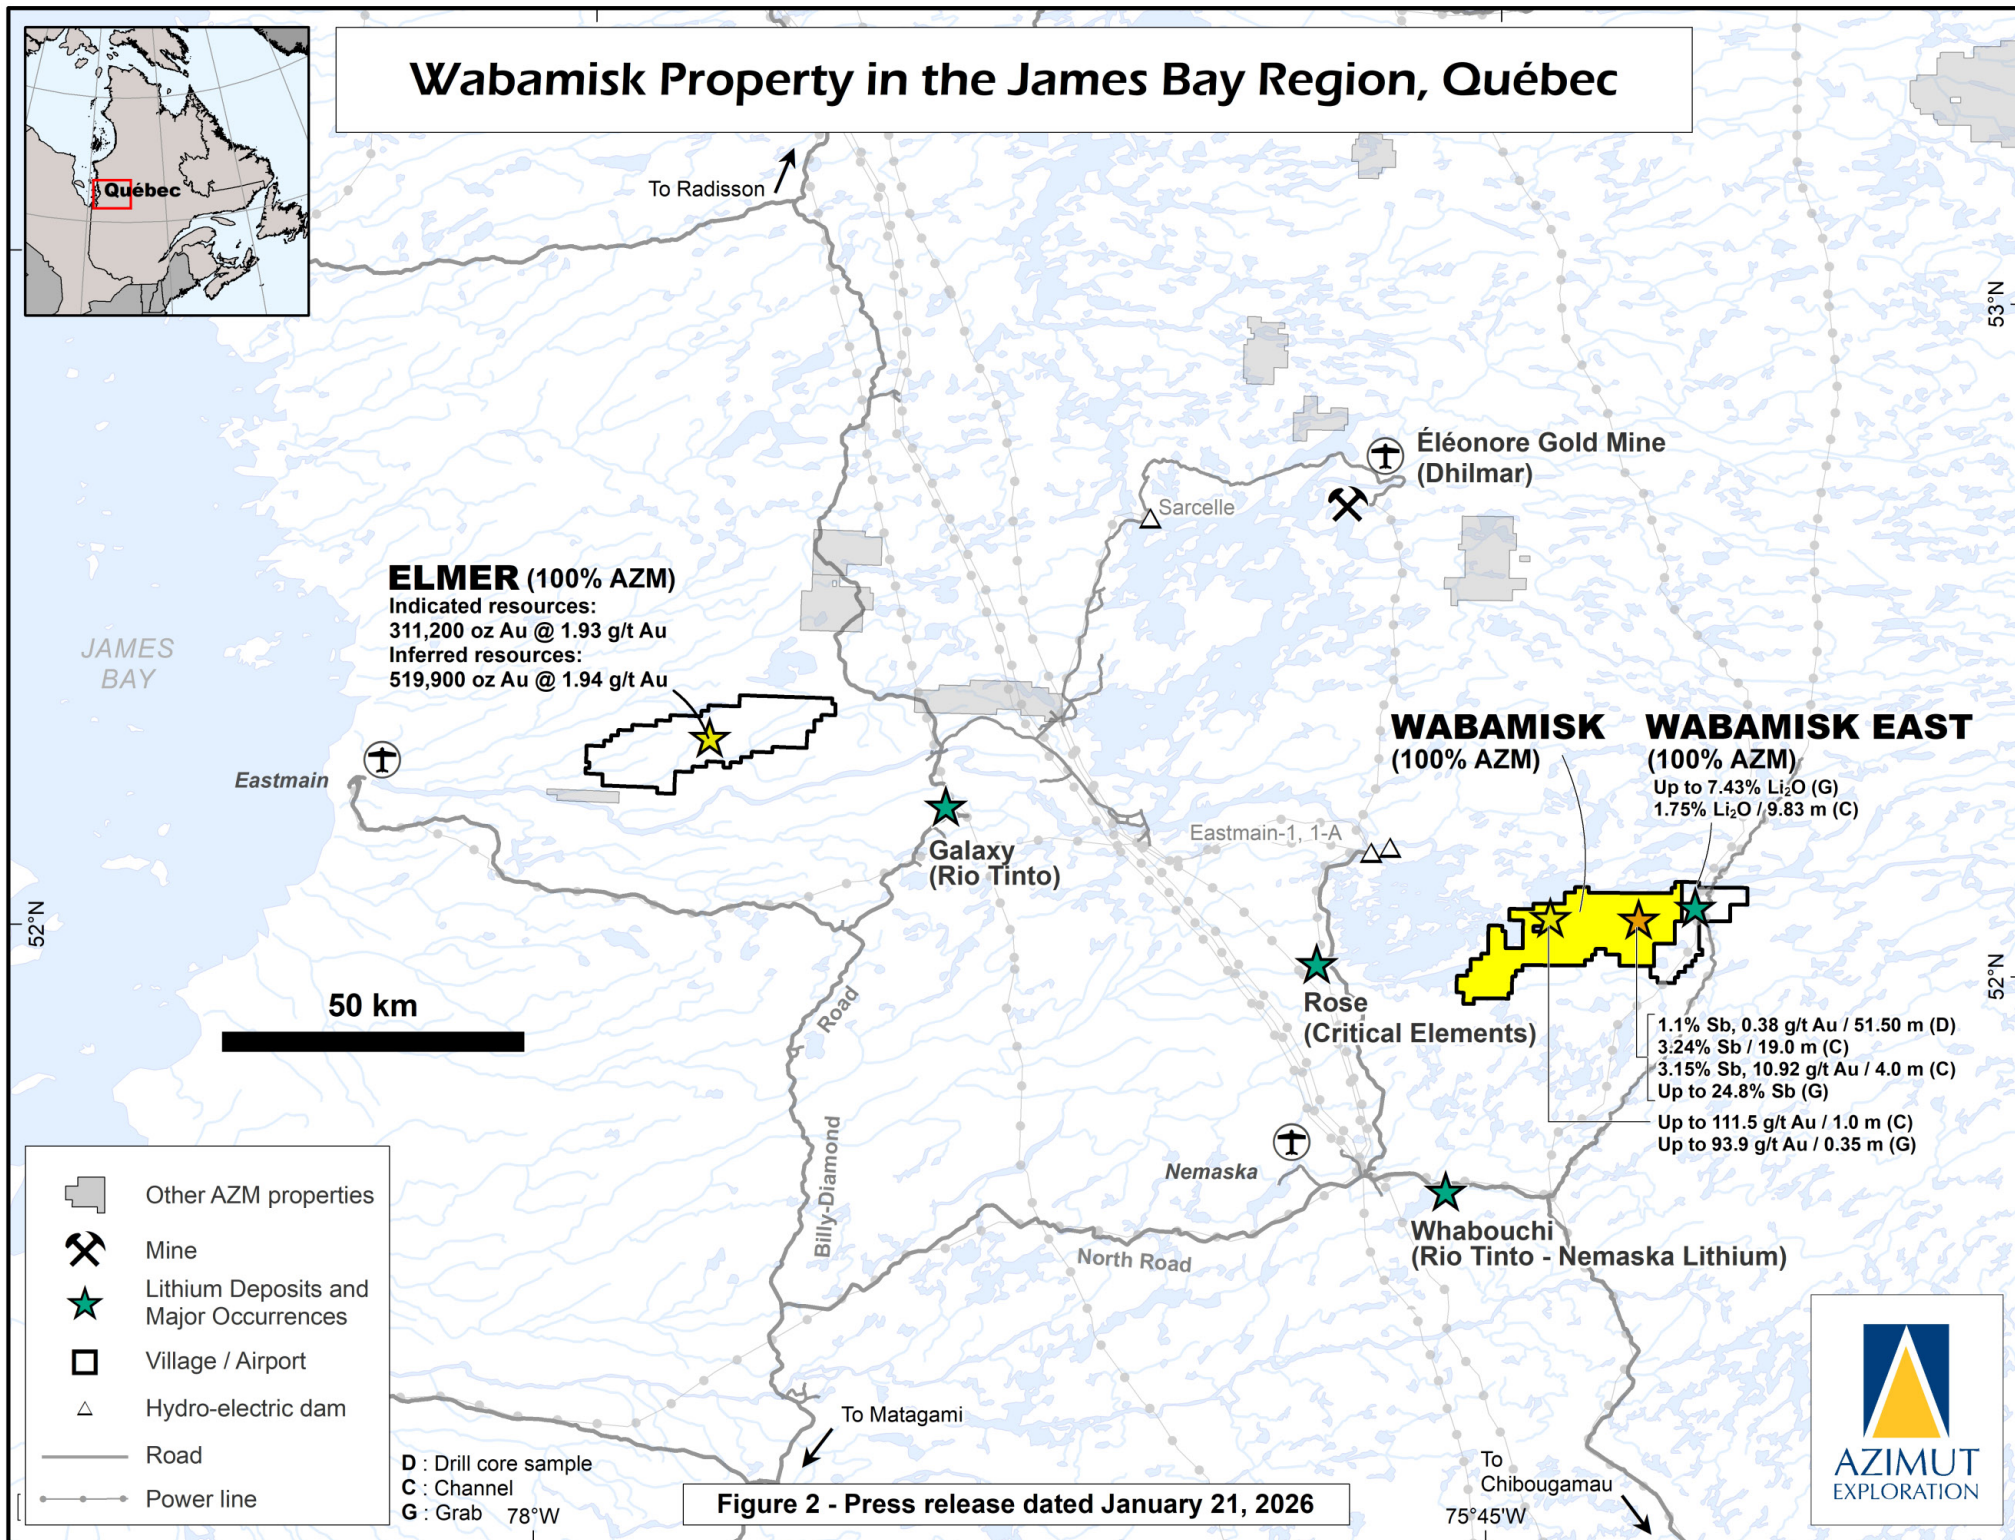 Wabamisk Property in the James Bay Region, Québec
Québec
To Radisson
53°N
Éléonore Gold Mine
(Dhilmar)
Sarcelle
ELMER (100% AZM)
Indicated resources:
311,200 oz Au @ 1.93 g/t Au
Inferred resources:
519,900 oz Au @ 1.94 g/t Au
JAMES
BAY
WABAMISK
(100% AZM)
WABAMISK EAST
(100% AZM)
Up to 7.43% Li₂O (G)
1.75% Li₂O / 9.83 m (C)
Eastmain
Eastmain-1, 1-A
Galaxy
(Rio Tinto)
52°N
52°N
Rose
(Critical Elements)
50 km
Road
1.1% Sb, 0.38 g/t Au / 51.50 m (D)
3.24% Sb / 19.0 m (C)
3.15% Sb, 10.92 g/t Au / 4.0 m (C)
Up to 24.8% Sb (G)
Up to 111.5 g/t Au / 1.0 m (C)
Up to 93.9 g/t Au / 0.35 m (G)
Billy-Diamond
Nemaska
Whabouchi
(Rio Tinto - Nemaska Lithium)
North Road
Other AZM properties
Mine
Lithium Deposits and
Major Occurrences
Village / Airport
Hydro-electric dam
Road
Power line
D : Drill core sample
C : Channel
G : Grab
78°W
To Matagami
Figure 2 - Press release dated January 21, 2026
To
Chibougamau
75°45'W
AZIMUT
EXPLORATION